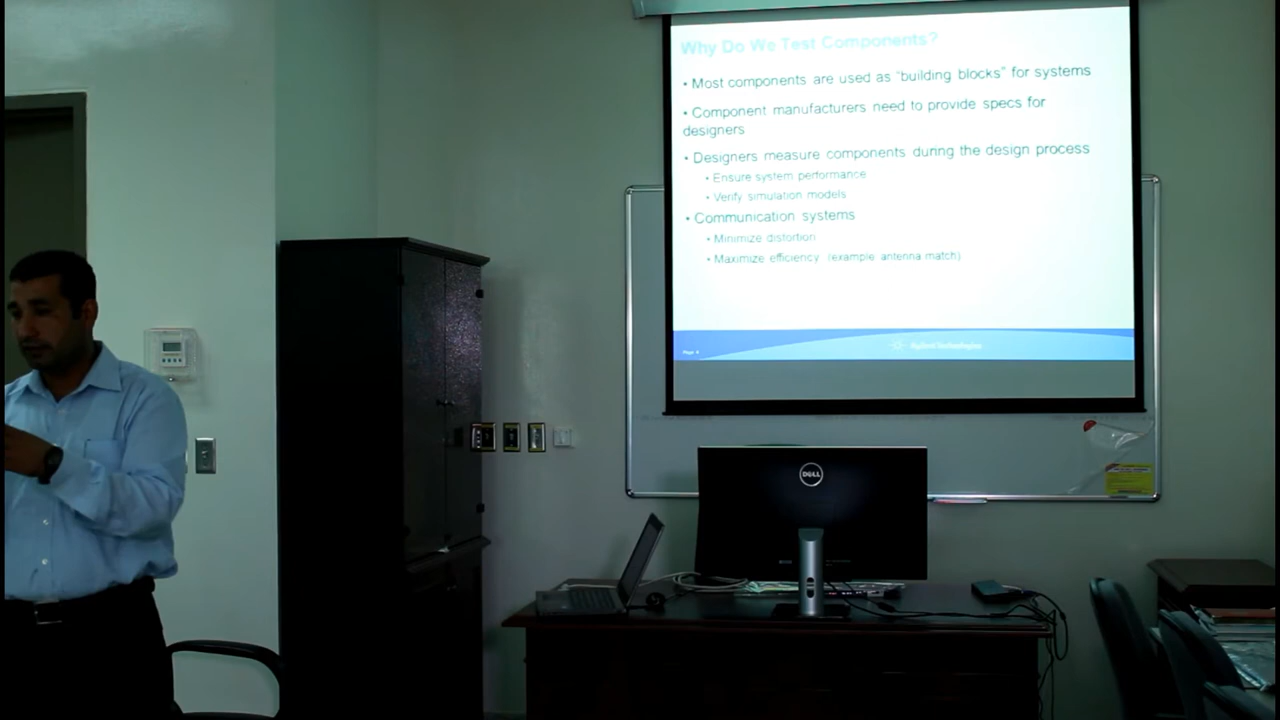 Why Do We Test Components?
• Most components are used as "building blocks" for systems
• Component manufacturers need to provide specs for
designers
• Designers measure components during the design process
• Ensure system performance
• Verify simulation models
• Communication systems
• Minimize distortion
• Maximize efficiency (example antenna match)
Page 4
Agilent Technologies
DELL